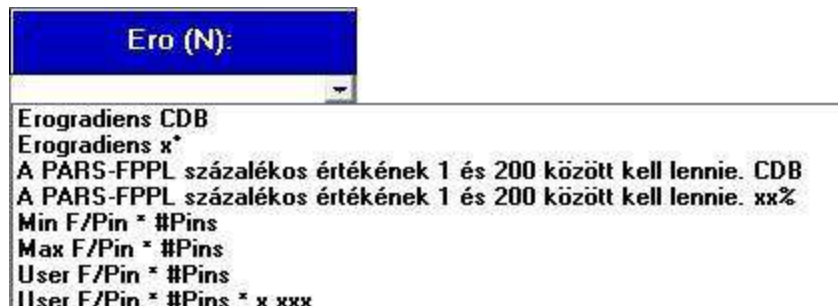 Ero (N):
Erogradiens CDB
Erogradiens x*
A PARS-FPPL százalékos értékének 1 és 200 között kell lennie. CDB
A PARS-FPPL százalékos értékének 1 és 200 között kell lennie. xx%
Min F/Pin * #Pins
Max F/Pin * #Pins
User F/Pin * #Pins
User F/Pin * #Pins * x.xxx